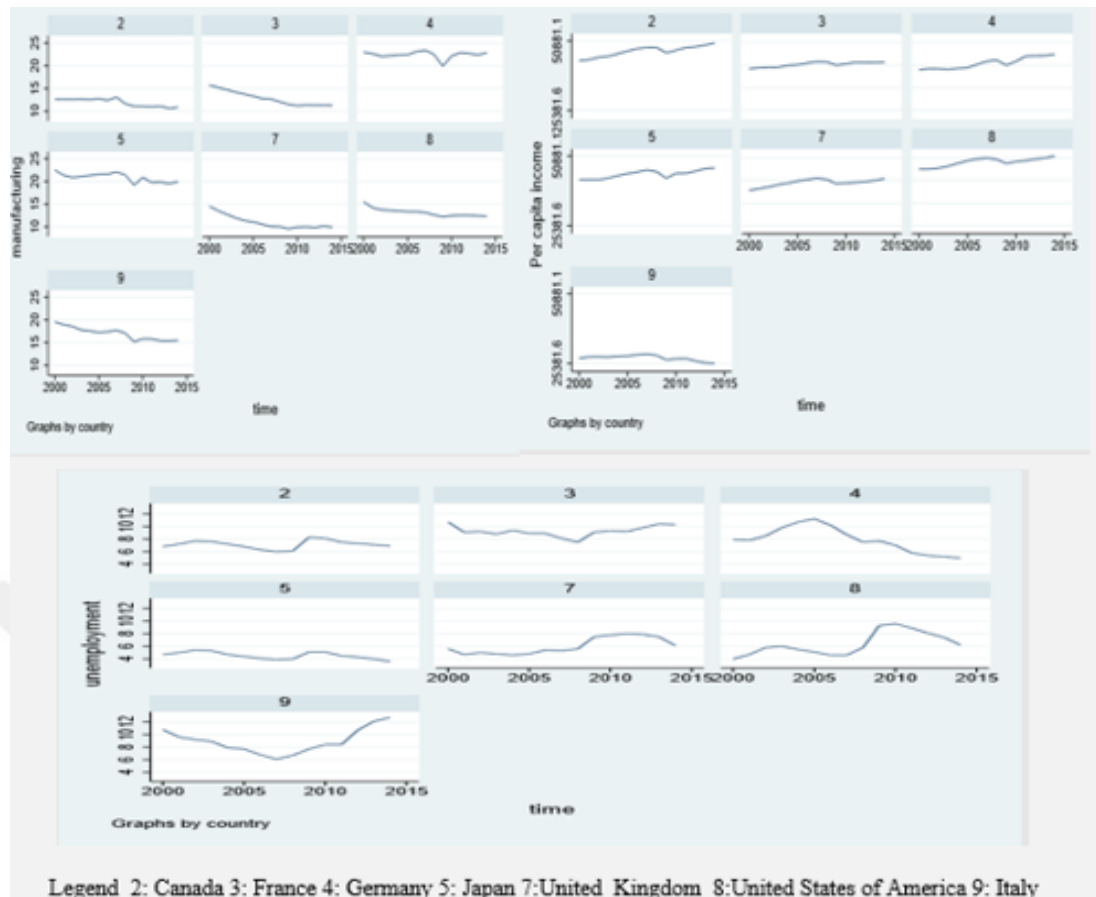 2 3 4
manufacturing
10 15 20 25
5 7 8
10 15 20 25
2000 2005 2010 2015 2000 2005 2010 2015
9
10 15 20 25
2000 2005 2010 2015
time
Graphs by country
2 3 4
Per capita income
25381.6 50881.1
5 7 8
25381.6 50881.1
2000 2005 2010 2015 2000 2005 2010 2015
9
25381.6 50881.1
2000 2005 2010 2015
time
Graphs by country
2 3 4
unemployment
4 6 8 10 12
5 7 8
4 6 8 10 12
2000 2005 2010 2015 2000 2005 2010 2015
9
4 6 8 10 12
2000 2005 2010 2015
time
Graphs by country
Legend 2: Canada 3: France 4: Germany 5: Japan 7:United Kingdom 8:United States of America 9: Italy